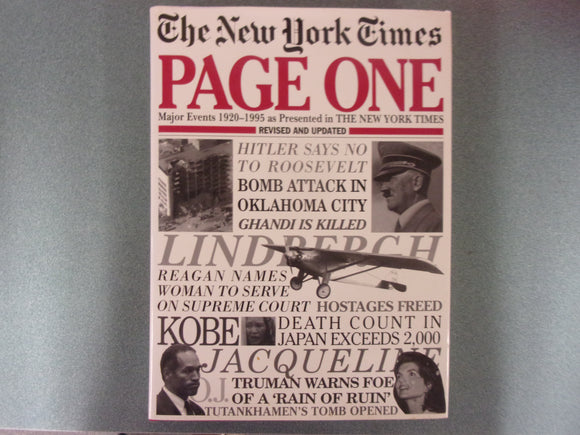 The New York Times
PAGE ONE
Major Events 1920–1995 as Presented in THE NEW YORK TIMES
REVISED AND UPDATED
HITLER SAYS NO
TO ROOSEVELT
BOMB ATTACK IN
OKLAHOMA CITY
GHANDI IS KILLED
LINDBERGH
REAGAN NAMES
WOMAN TO SERVE
ON SUPREME COURT
HOSTAGES FREED
KOBE
DEATH COUNT IN
JAPAN EXCEEDS 2,000
JACQUELINE
O.J.
TRUMAN WARNS FOE
OF A 'RAIN OF RUIN'
TUTANKHAMEN'S TOMB OPENED